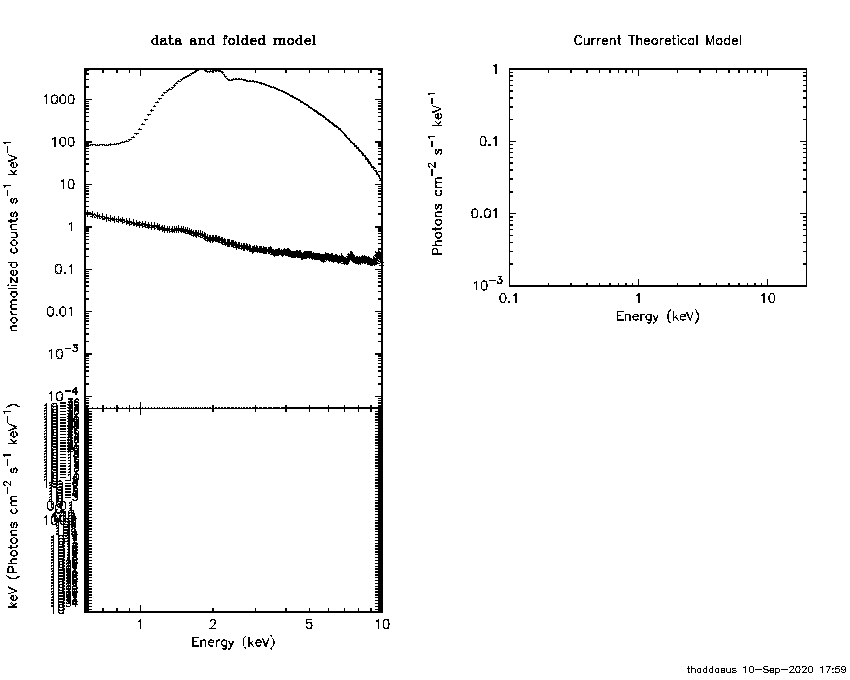 data and folded model
1000
100
10
1
0.1
0.01
10−3
10−4
normalized counts s−1 keV−1
0.01
keV (Photons cm−2 s−1 keV−1)
1 2 5 10
Energy (keV)
Current Theoretical Model
1
0.1
0.01
10−3
Photons cm−2 s−1 keV−1
0.1 1 10
Energy (keV)
thaddaeus 10−Sep−2020 17:59